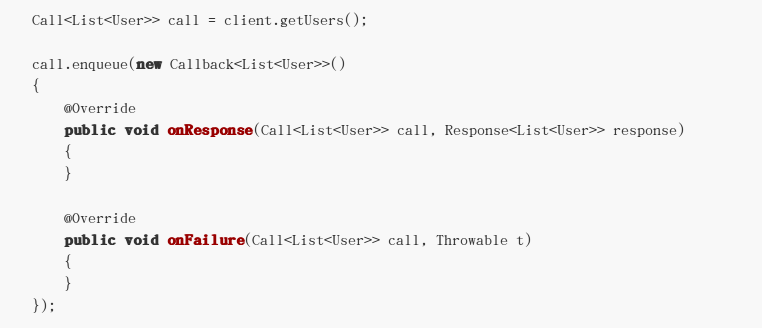 Call<List<User>> call = client.getUsers();
call.enqueue(new Callback<List<User>>()
{
@Override
public void onResponse(Call<List<User>> call, Response<List<User>> response)
{
}
@Override
public void onFailure(Call<List<User>> call, Throwable t)
{
}
});